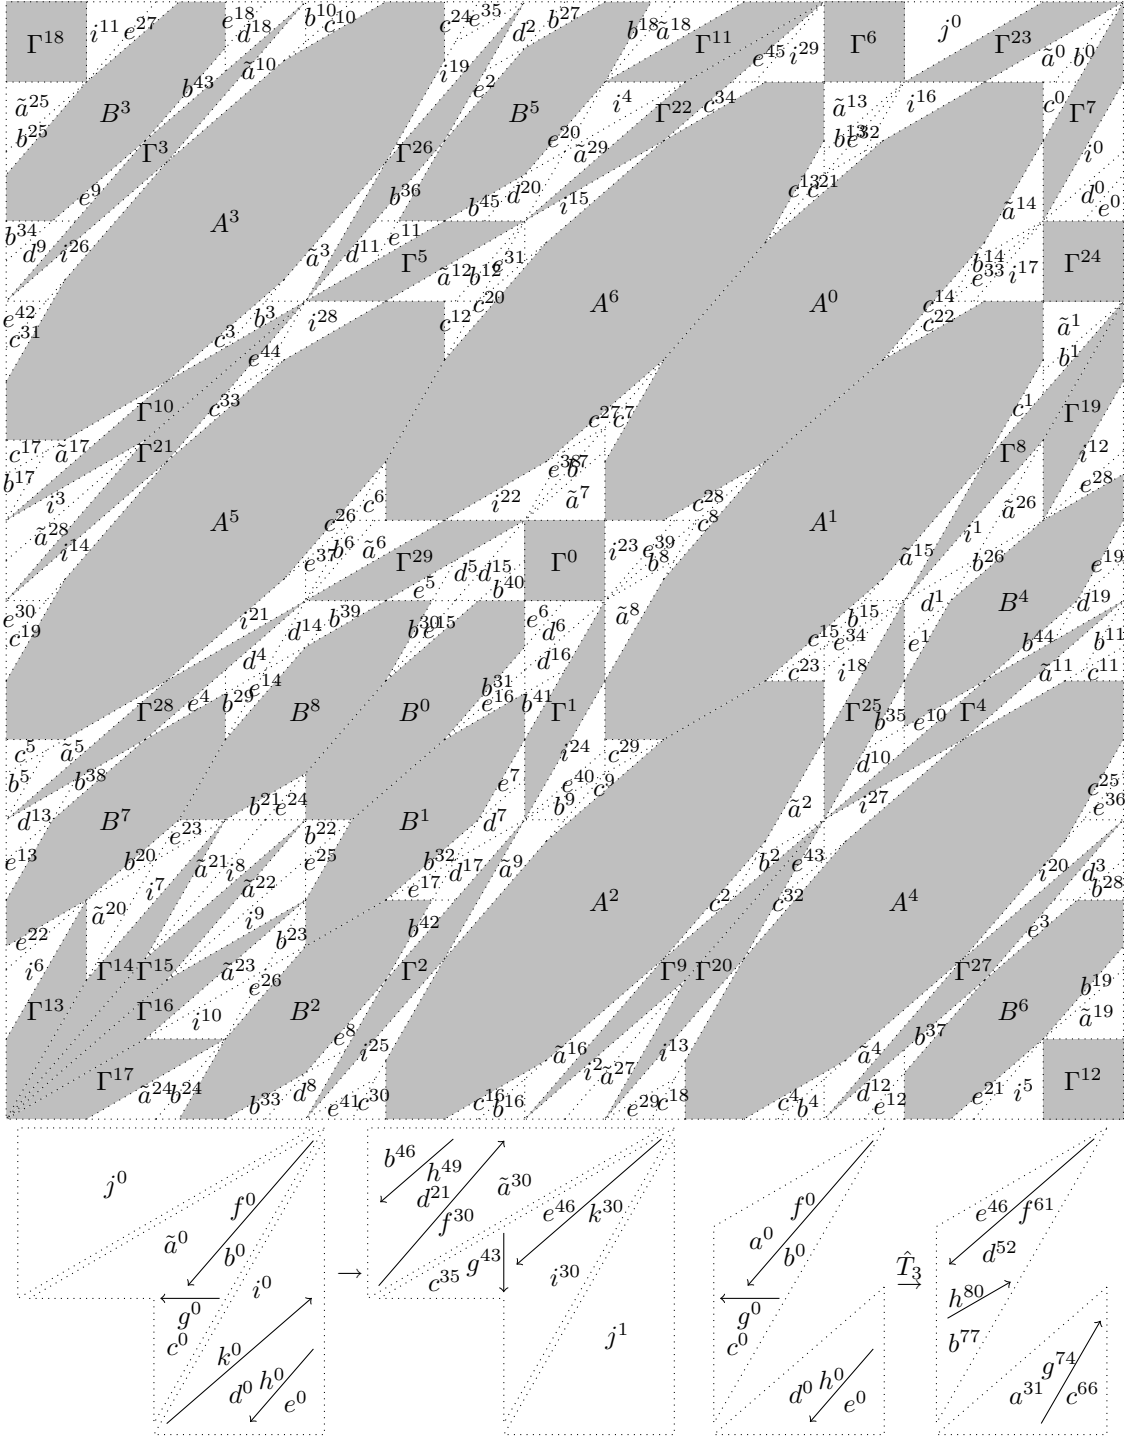 Γ^18 i^11 e^27 e^18 d^18 b^10 c^10 c^24 e^35 d^2 b^27 b^18 ã^18 Γ^11 e^45 i^29 Γ^6 j^0 Γ^23 ã^0 b^0
ã^25 b^25 B^3 b^43 ã^10 i^19 e^2 B^5 i^4 Γ^22 c^34 ã^13 b^13 e^32 i^16 c^0 Γ^7
Γ^3 Γ^26 e^20 ã^29 i^0
e^9 b^36 b^45 d^20 i^15 c^13 c^21 ã^14 d^0 e^0
b^34 d^9 i^26 A^3 ã^3 d^11 e^11 Γ^5 ã^12 b^12 e^31 b^14 e^33 i^17 Γ^24
e^42 c^31 c^3 b^3 i^28 c^12 c^20 A^6 A^0 c^14 c^22 ã^1 b^1
e^44
Γ^10 c^33 c^27 c^7 c^1 Γ^19
c^17 ã^17 Γ^21 Γ^8 i^12
b^17 i^3 e^38 b^7 ã^7 e^28
ã^28 i^14 A^5 c^26 c^6 i^22 c^28 c^8 A^1 ã^26 i^1
e^37 b^6 ã^6 Γ^29 d^5 d^15 Γ^0 i^23 e^39 b^8 ã^15 b^26 e^19
e^30 c^19 i^21 d^14 b^39 e^5 b^40 b^30 e^15 e^6 d^6 ã^8 b^15 d^1 B^4 d^19
d^4 d^16 c^15 e^34 e^1 b^44 b^11
e^14 b^31 c^23 i^18 ã^11 c^11
Γ^28 e^4 b^29 B^8 B^0 e^16 b^41 Γ^1 Γ^25 b^35 e^10 Γ^4
c^5 ã^5 i^24 c^29 d^10
b^5 b^38 b^21 e^24 e^7 e^40 c^9 b^9 ã^2 i^27 c^25 e^36
d^13 B^7 e^23 b^22 B^1 d^7
e^13 b^20 ã^21 i^8 e^25 b^32 d^17 ã^9 b^2 e^43 i^20 d^3
i^7 ã^22 e^17 A^2 c^2 c^32 A^4 b^28
ã^20 i^9
e^22 b^23 b^42 e^3
i^6 Γ^14 Γ^15 ã^23 e^26 Γ^2 Γ^9 Γ^20 Γ^27 b^19
Γ^13 Γ^16 i^10 B^2 B^6 ã^19
e^8 i^25 ã^16 i^13 ã^4 b^37
Γ^17 ã^24 b^24 b^33 d^8 e^41 c^30 c^16 b^16 i^2 ã^27 e^29 c^18 c^4 b^4 d^12 e^12 e^21 i^5 Γ^12
j^0 ã^0 f^0 b^0 i^0 g^0 c^0 k^0 d^0 h^0 e^0
→
b^46 h^49 d^21 f^30 ã^30 e^46 k^30 g^43 c^35 i^30 j^1
a^0 f^0 b^0 g^0 c^0 d^0 h^0 e^0
T̂_3
e^46 f^61 d^52 h^80 b^77 g^74 a^31 c^66